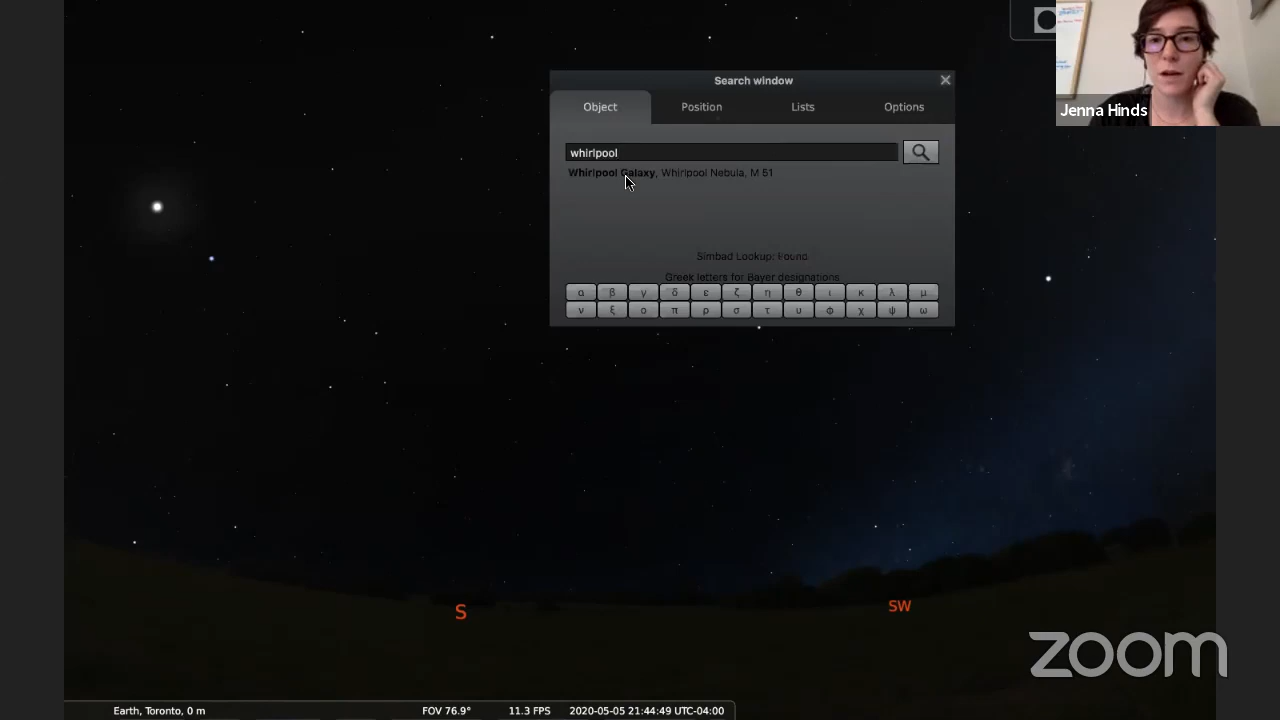 Search window
Object Position Lists Options
whirlpool
Whirlpool Galaxy, Whirlpool Nebula, M 51
Simbad Lookup: Found
Greek letters for Bayer designations
α β γ δ ε ζ η θ ι κ λ μ
ν ξ ο π ρ σ τ υ φ χ ψ ω
Jenna Hinds
S
SW
zoom
Earth, Toronto, 0 m FOV 76.9° 11.3 FPS 2020-05-05 21:44:49 UTC-04:00